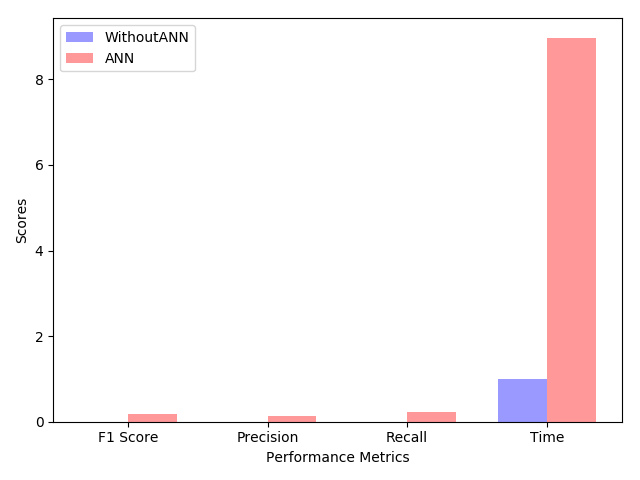 WithoutANN
ANN
8
6
4
2
0
Scores
F1 Score Precision Recall Time
Performance Metrics